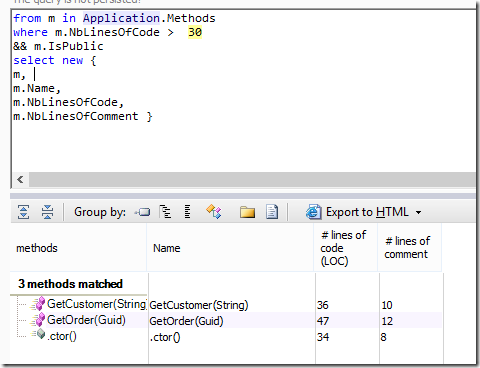 The query is not persisted!
from m in Application.Methods
where m.NbLinesOfCode > 30
&& m.IsPublic
select new {
m,
m.Name,
m.NbLinesOfCode,
m.NbLinesOfComment }
Group by: Export to HTML
methods Name # lines of code (LOC) # lines of comment
3 methods matched
GetCustomer(String) GetCustomer(String) 36 10
GetOrder(Guid) GetOrder(Guid) 47 12
.ctor() .ctor() 34 8